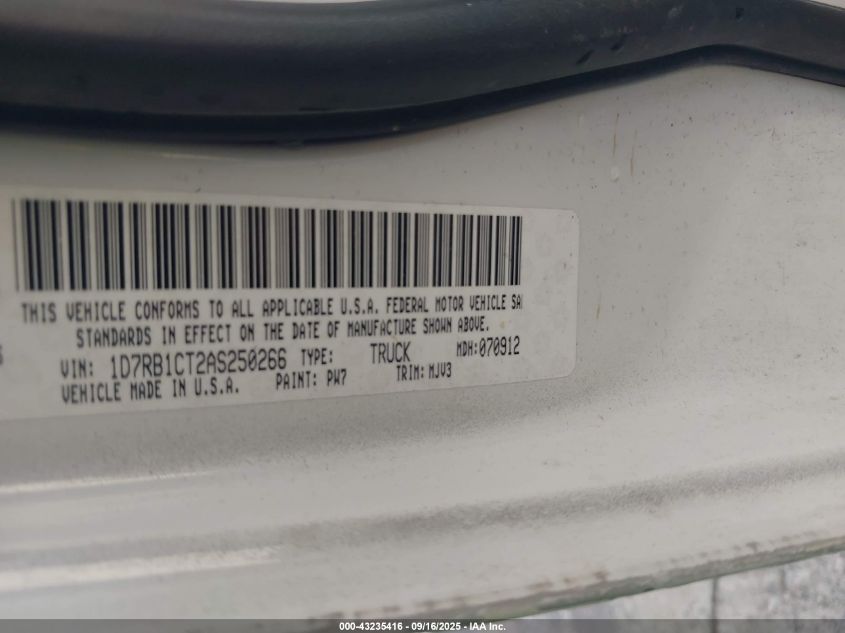 THIS VEHICLE CONFORMS TO ALL APPLICABLE U.S.A. FEDERAL MOTOR VEHICLE SA
STANDARDS IN EFFECT ON THE DATE OF MANUFACTURE SHOWN ABOVE.
VIN: 1D7RB1CT2AS250266 TYPE: TRUCK MDH:070912
VEHICLE MADE IN U.S.A. PAINT: PW7 TRIM: MJV3
000-43235416 - 09/16/2025 - IAA Inc.